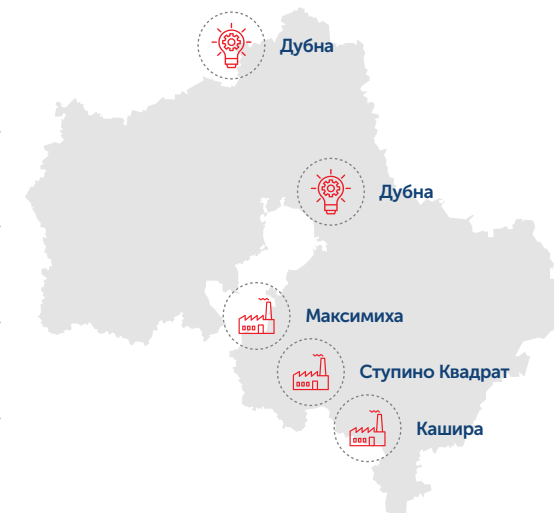 Дубна
Дубна
Максимиха
Ступино Квадрат
Кашира